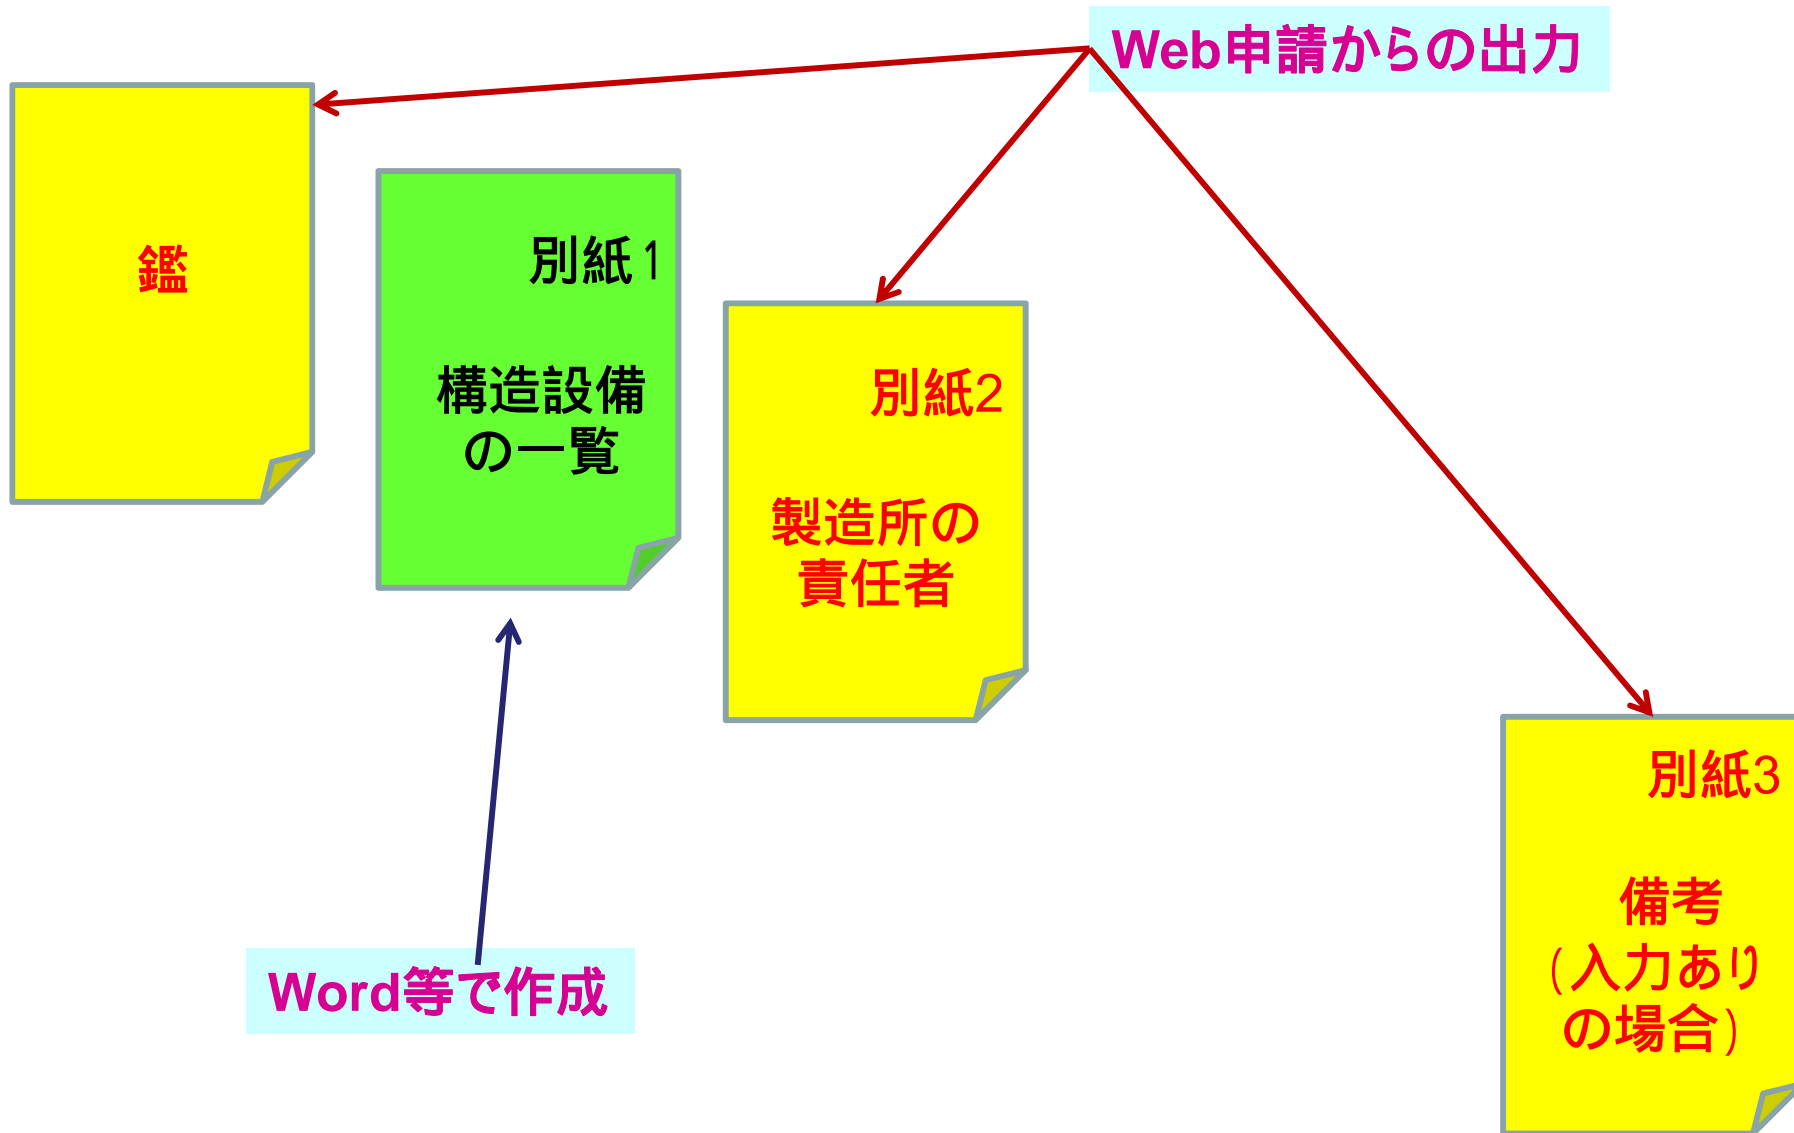 Web申請からの出力
鑑
別紙1
構造設備
の一覧
別紙2
製造所の
責任者
別紙3
備考
(入力あり
の場合)
Word等で作成